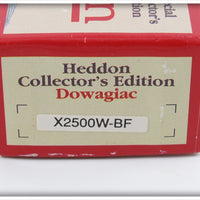 Heddon
Collector's Edition
Dowagiac
X2500W-BF